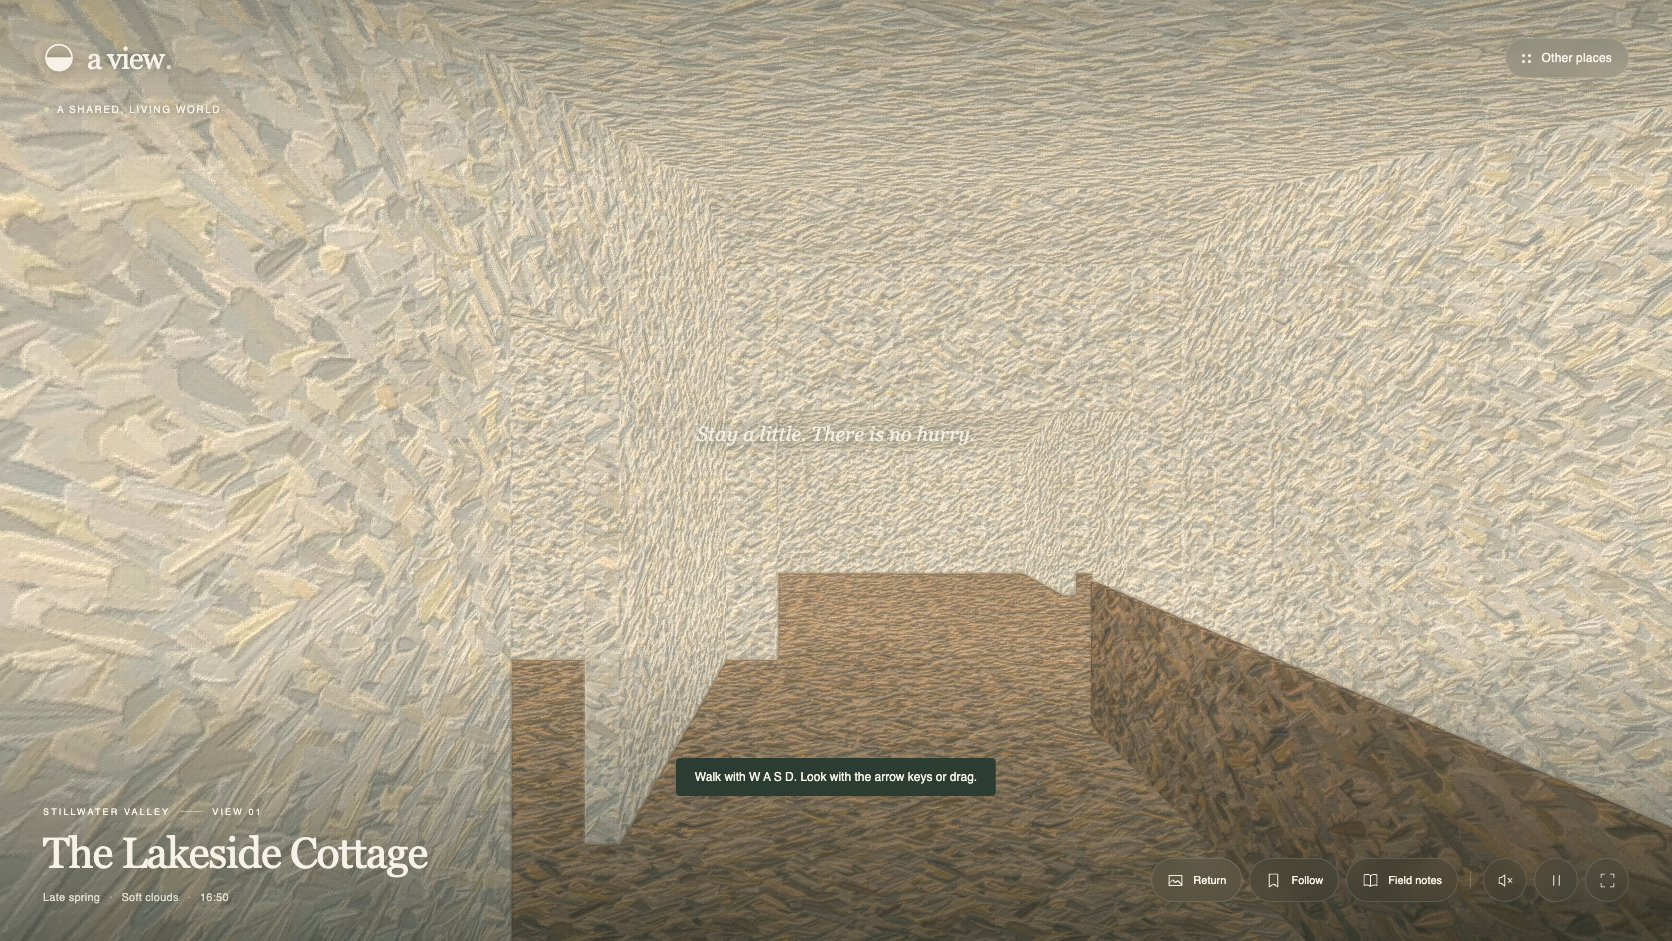 a view.
Other places
A SHARED, LIVING WORLD
Stay a little. There is no hurry.
Walk with W A S D. Look with the arrow keys or drag.
STILLWATER VALLEY — VIEW 01
The Lakeside Cottage
Late spring · Soft clouds · 16:50
Return
Follow
Field notes